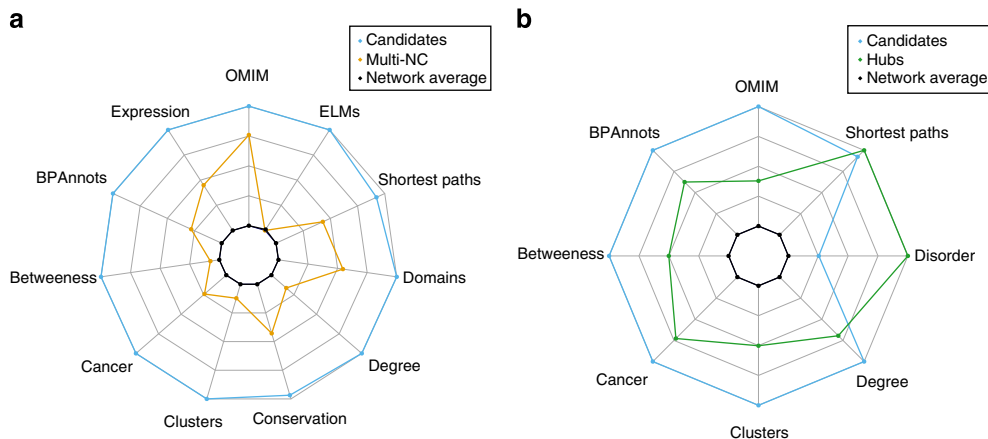 a
Candidates
Multi-NC
Network average
OMIM
Expression
ELMs
BPAnnots
Shortest paths
Betweeness
Domains
Cancer
Degree
Clusters
Conservation
b
Candidates
Hubs
Network average
OMIM
BPAnnots
Shortest paths
Betweeness
Disorder
Cancer
Degree
Clusters